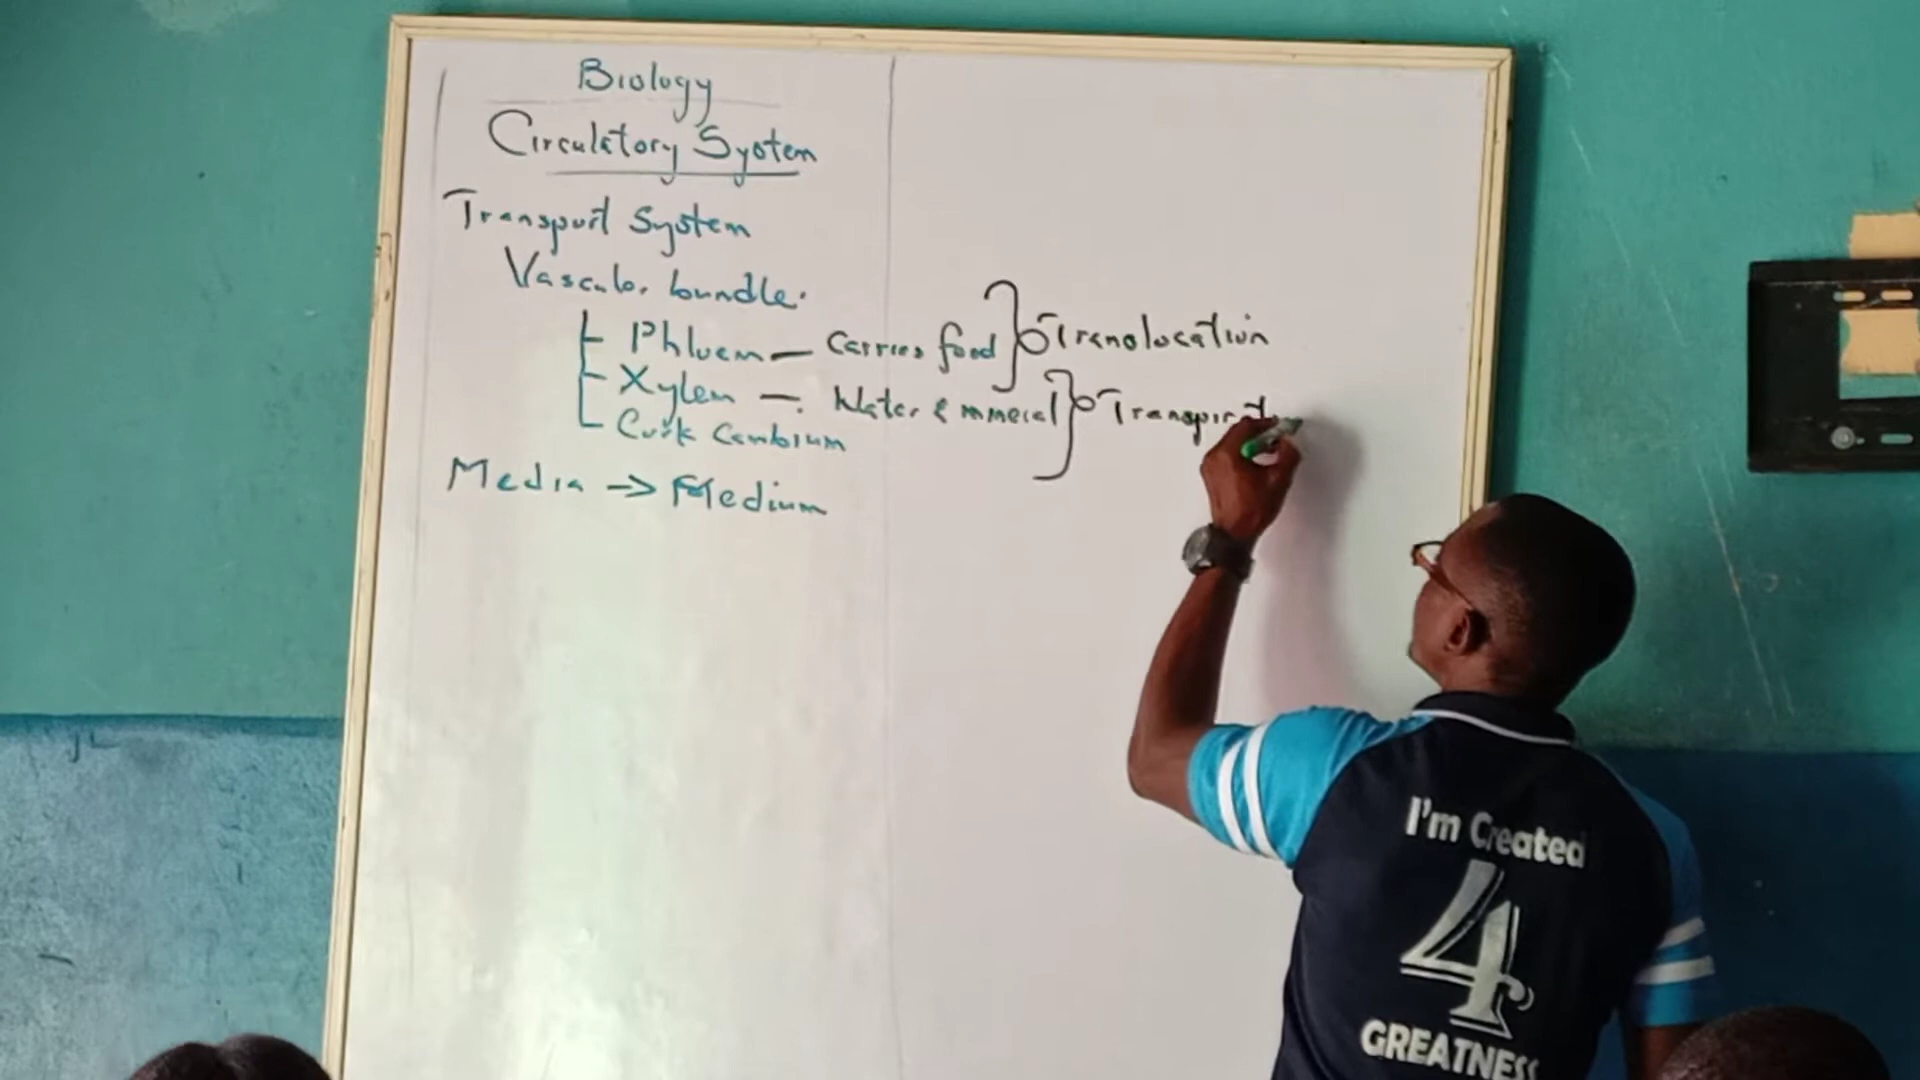 Biology
Circulatory System
Transport System
Vascular bundle.
Phloem — Carries food } Translocation
Xylem — Water & mineral } Transpirat
Cork Cambium
Media → Medium
I'm Created
4
GREATNESS